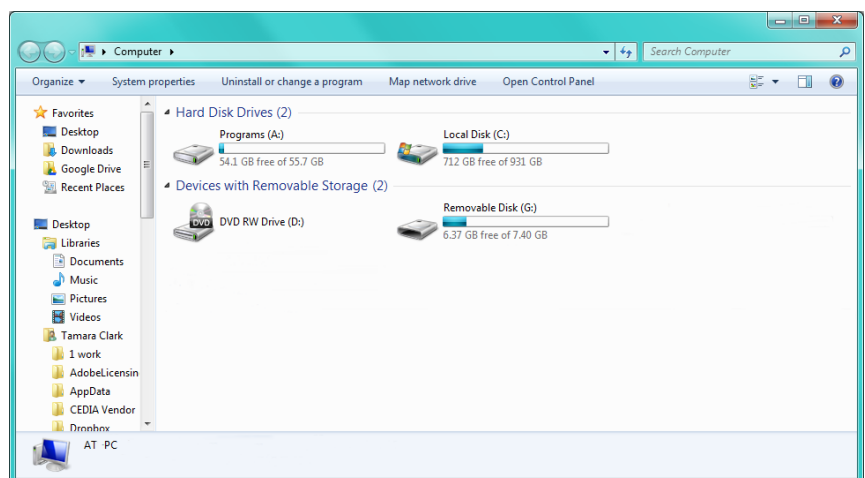 Computer
Search Computer
Organize
System properties
Uninstall or change a program
Map network drive
Open Control Panel
Favorites
Desktop
Downloads
Google Drive
Recent Places
Desktop
Libraries
Documents
Music
Pictures
Videos
Tamara Clark
1 work
AdobeLicensin
AppData
CEDIA Vendor
Dropbox
Hard Disk Drives (2)
Programs (A:)
54.1 GB free of 55.7 GB
Local Disk (C:)
712 GB free of 931 GB
Devices with Removable Storage (2)
DVD
DVD RW Drive (D:)
Removable Disk (G:)
6.37 GB free of 7.40 GB
AT -PC